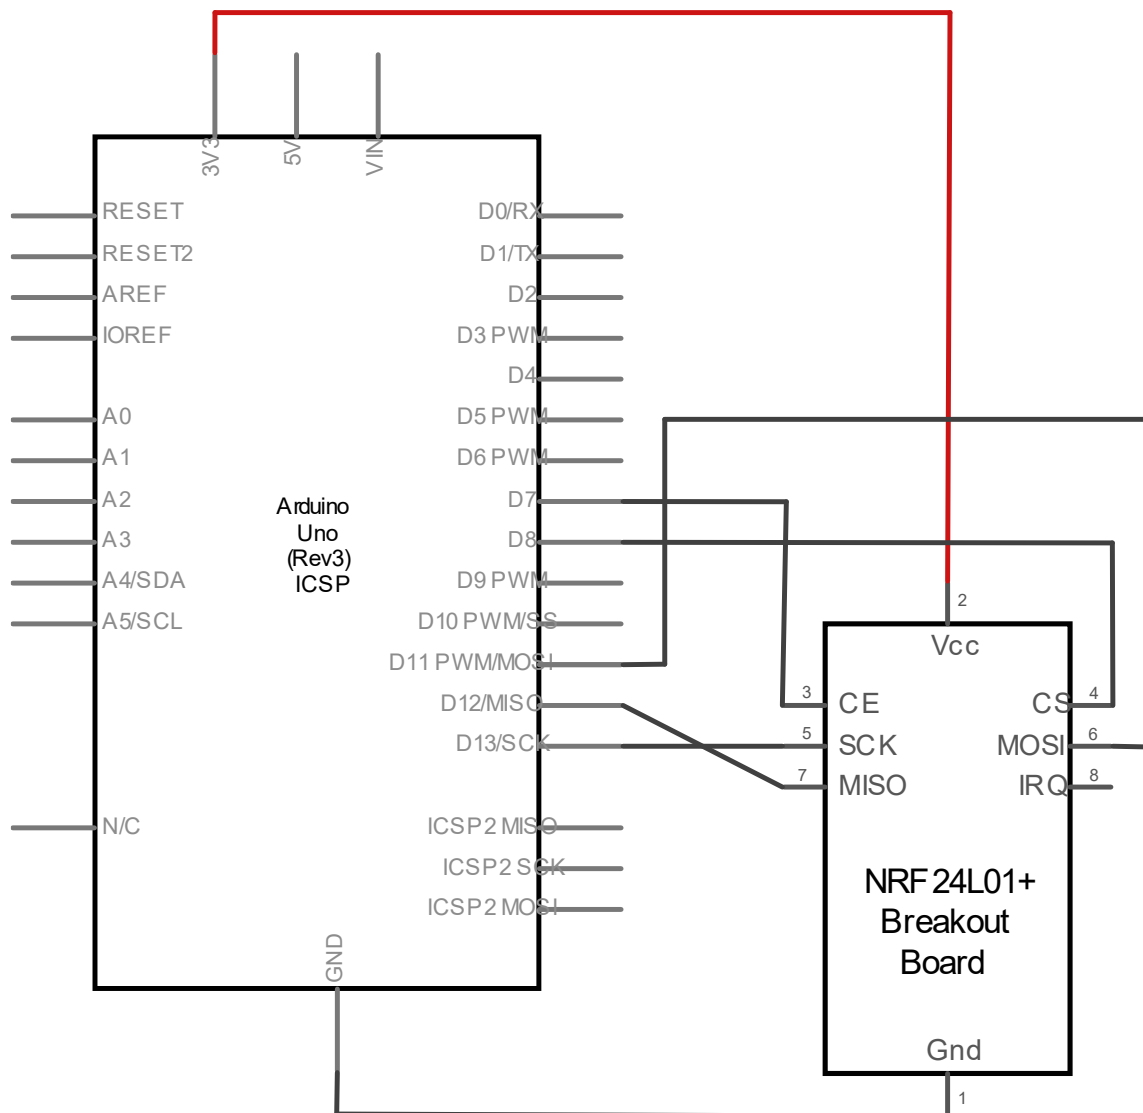 3V3
5V
VIN
RESET
RESET2
AREF
IOREF
A0
A1
A2
A3
A4/SDA
A5/SCL
N/C
Arduino
Uno
(Rev3)
ICSP
D0/RX
D1/TX
D2
D3 PWM
D4
D5 PWM
D6 PWM
D7
D8
D9 PWM
D10 PWM/SS
D11 PWM/MOSI
D12/MISO
D13/SCK
ICSP2 MISO
ICSP2 SCK
ICSP2 MOSI
GND
2
Vcc
3 CE
5 SCK
7 MISO
CS 4
MOSI 6
IRQ 8
NRF24L01+
Breakout
Board
Gnd
1